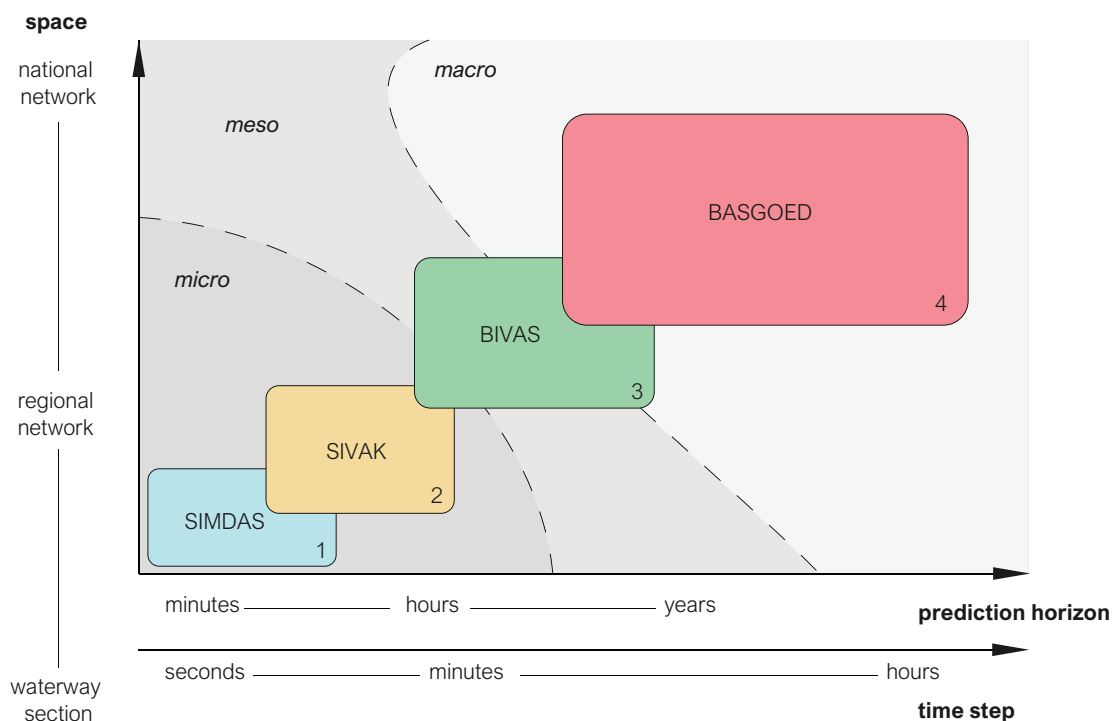 space
national
network
macro
meso
BASGOED
micro
4
BIVAS
3
regional
network
SIVAK
2
SIMDAS
1
minutes
hours
years
prediction horizon
seconds
minutes
hours
waterway
section
time step